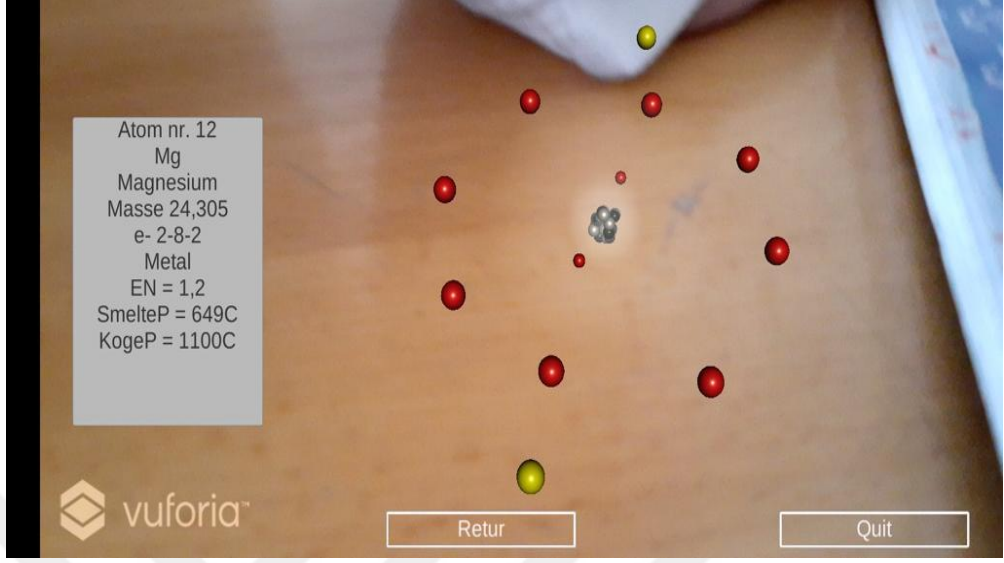 Atom nr. 12
Mg
Magnesium
Masse 24,305
e- 2-8-2
Metal
EN = 1,2
SmelteP = 649C
KogeP = 1100C
vuforia™
Retur
Quit